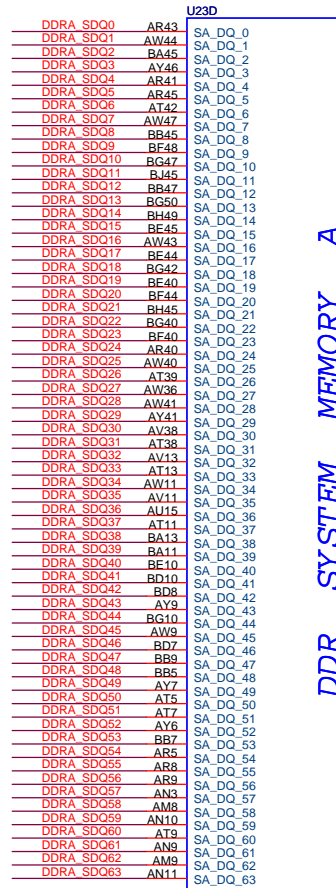 U23D
DDRA_SDQ0 AR43 SA_DQ_0
DDRA_SDQ1 AW44 SA_DQ_1
DDRA_SDQ2 BA45 SA_DQ_2
DDRA_SDQ3 AY46 SA_DQ_3
DDRA_SDQ4 AR41 SA_DQ_4
DDRA_SDQ5 AR45 SA_DQ_5
DDRA_SDQ6 AT42 SA_DQ_6
DDRA_SDQ7 AW47 SA_DQ_7
DDRA_SDQ8 BB45 SA_DQ_8
DDRA_SDQ9 BF48 SA_DQ_9
DDRA_SDQ10 BG47 SA_DQ_10
DDRA_SDQ11 BJ45 SA_DQ_11
DDRA_SDQ12 BB47 SA_DQ_12
DDRA_SDQ13 BG50 SA_DQ_13
DDRA_SDQ14 BH49 SA_DQ_14
DDRA_SDQ15 BE45 SA_DQ_15
DDRA_SDQ16 AW43 SA_DQ_16
DDRA_SDQ17 BE44 SA_DQ_17
DDRA_SDQ18 BG42 SA_DQ_18
DDRA_SDQ19 BE40 SA_DQ_19
DDRA_SDQ20 BF44 SA_DQ_20
DDRA_SDQ21 BH45 SA_DQ_21
DDRA_SDQ22 BG40 SA_DQ_22
DDRA_SDQ23 BF40 SA_DQ_23
DDRA_SDQ24 AR40 SA_DQ_24
DDRA_SDQ25 AW40 SA_DQ_25
DDRA_SDQ26 AT39 SA_DQ_26
DDRA_SDQ27 AW36 SA_DQ_27
DDRA_SDQ28 AW41 SA_DQ_28
DDRA_SDQ29 AY41 SA_DQ_29
DDRA_SDQ30 AV38 SA_DQ_30
DDRA_SDQ31 AT38 SA_DQ_31
DDRA_SDQ32 AV13 SA_DQ_32
DDRA_SDQ33 AT13 SA_DQ_33
DDRA_SDQ34 AW11 SA_DQ_34
DDRA_SDQ35 AV11 SA_DQ_35
DDRA_SDQ36 AU15 SA_DQ_36
DDRA_SDQ37 AT11 SA_DQ_37
DDRA_SDQ38 BA13 SA_DQ_38
DDRA_SDQ39 BA11 SA_DQ_39
DDRA_SDQ40 BE10 SA_DQ_40
DDRA_SDQ41 BD10 SA_DQ_41
DDRA_SDQ42 BD8 SA_DQ_42
DDRA_SDQ43 AY9 SA_DQ_43
DDRA_SDQ44 BG10 SA_DQ_44
DDRA_SDQ45 AW9 SA_DQ_45
DDRA_SDQ46 BD7 SA_DQ_46
DDRA_SDQ47 BB9 SA_DQ_47
DDRA_SDQ48 BB5 SA_DQ_48
DDRA_SDQ49 AY7 SA_DQ_49
DDRA_SDQ50 AT5 SA_DQ_50
DDRA_SDQ51 AT7 SA_DQ_51
DDRA_SDQ52 AY6 SA_DQ_52
DDRA_SDQ53 BB7 SA_DQ_53
DDRA_SDQ54 AR5 SA_DQ_54
DDRA_SDQ55 AR8 SA_DQ_55
DDRA_SDQ56 AR9 SA_DQ_56
DDRA_SDQ57 AN3 SA_DQ_57
DDRA_SDQ58 AM8 SA_DQ_58
DDRA_SDQ59 AN10 SA_DQ_59
DDRA_SDQ60 AT9 SA_DQ_60
DDRA_SDQ61 AN9 SA_DQ_61
DDRA_SDQ62 AM9 SA_DQ_62
DDRA_SDQ63 AN11 SA_DQ_63
DDR SYSTEM MEMORY A